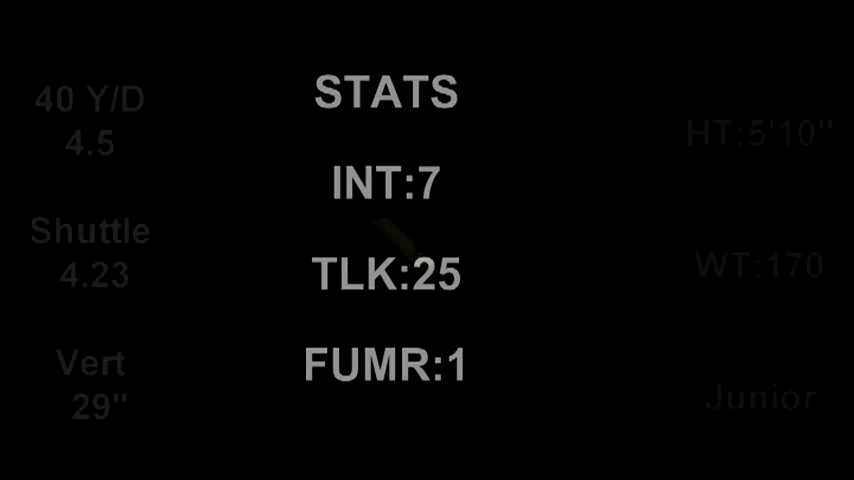 40 Y/D
4.5
Shuttle
4.23
Vert
29"
STATS
INT:7
TLK:25
FUMR:1
HT:5'10"
WT:170
Junior